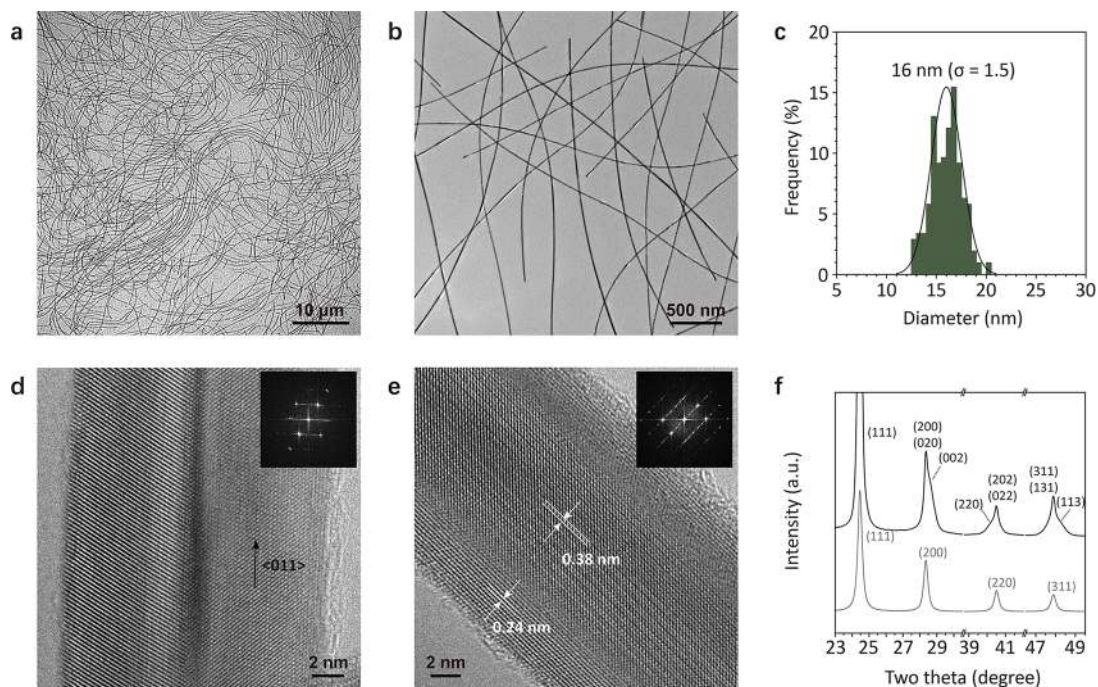 a
10 µm
b
500 nm
c
20
15
10
5
0
Frequency (%)
16 nm (σ = 1.5)
5 10 15 20 25 30
Diameter (nm)
d
<011>
2 nm
e
0.38 nm
0.24 nm
2 nm
f
Intensity (a.u.)
(111)
(200)
(020)
(002)
(220)
(202)
(022)
(311)
(131)
(113)
(111)
(200)
(220)
(311)
23 25 27 29 39 41 47 49
Two theta (degree)